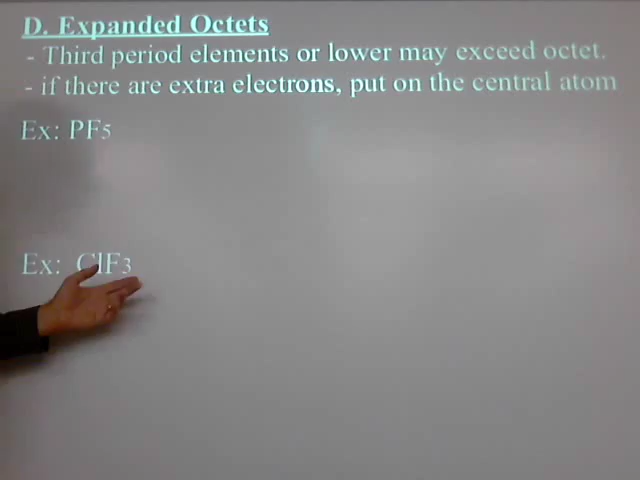 D. Expanded Octets
- Third period elements or lower may exceed octet.
- if there are extra electrons, put on the central atom
Ex: PF5
Ex: ClF3